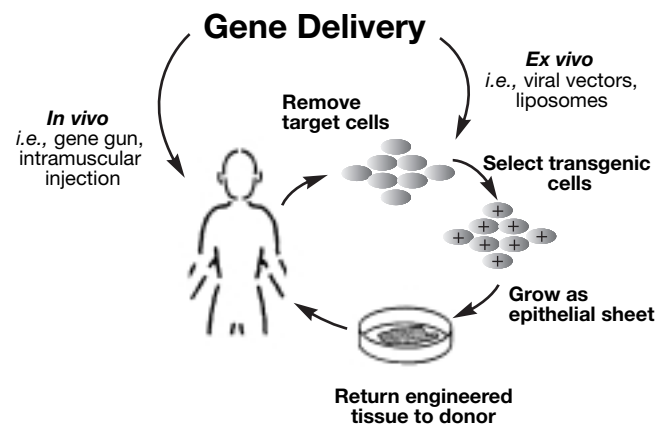 Gene Delivery
In vivo
i.e., gene gun,
intramuscular
injection
Ex vivo
i.e., viral vectors,
liposomes
Remove
target cells
Select transgenic
cells
+
+ +
+ + + +
+
Grow as
epithelial sheet
Return engineered
tissue to donor